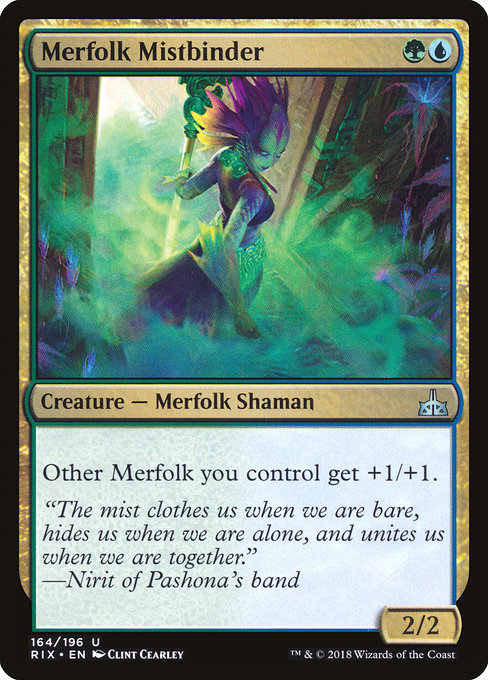 Merfolk Mistbinder
Creature — Merfolk Shaman
Other Merfolk you control get +1/+1.
“The mist clothes us when we are bare,
hides us when we are alone, and unites us
when we are together.”
—Nirit of Pashona’s band
2/2
164/196 U
RIX • EN Clint Cearley
™ & © 2018 Wizards of the Coast